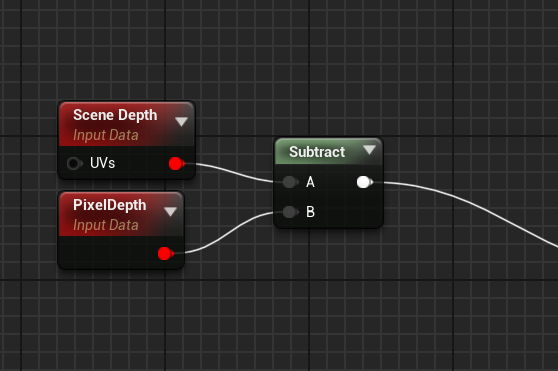 Scene Depth
Input Data
UVs
PixelDepth
Input Data
Subtract
A
B